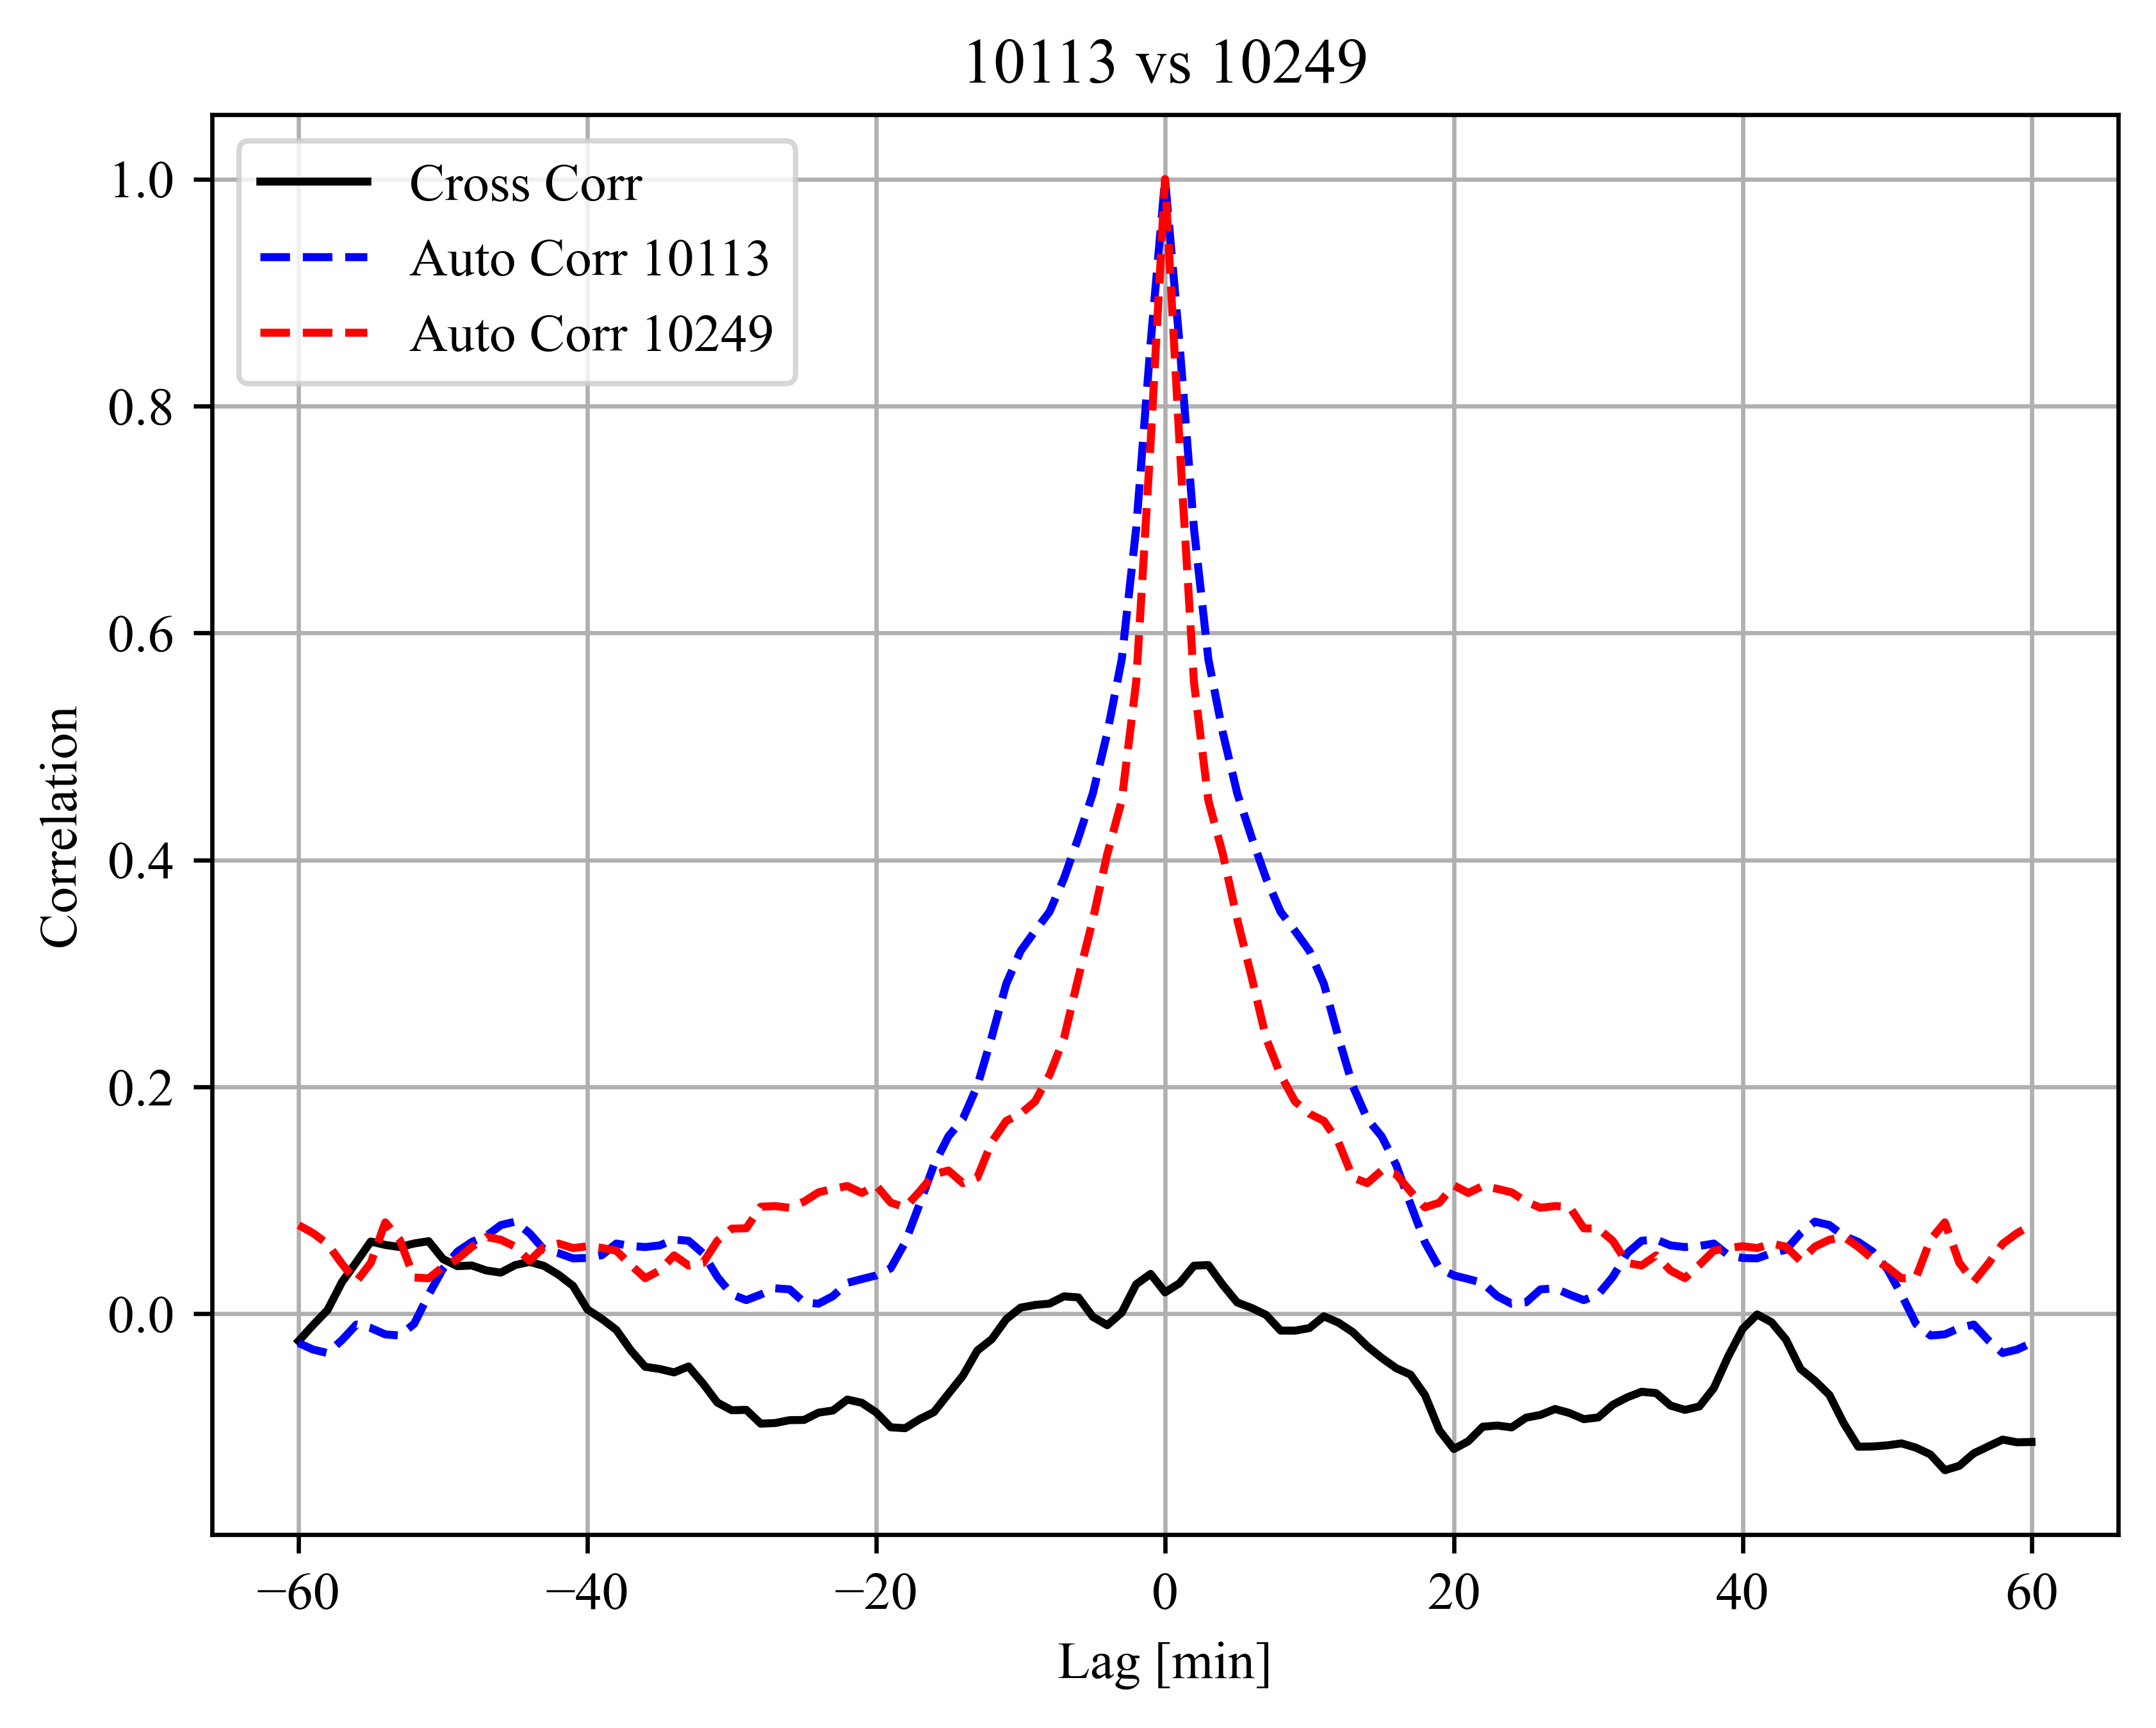 10113 vs 10249
Cross Corr
Auto Corr 10113
Auto Corr 10249
1.0
0.8
0.6
0.4
0.2
0.0
Correlation
−60
−40
−20
0
20
40
60
Lag [min]